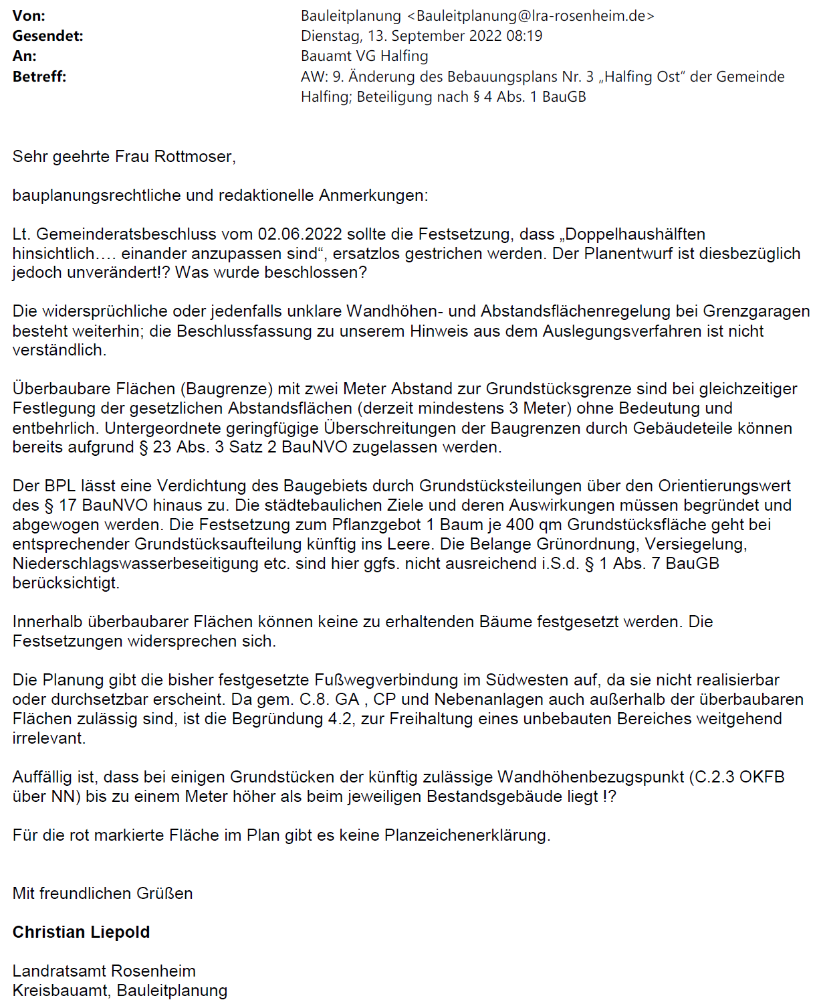 Von: Bauleitplanung <Bauleitplanung@lra-rosenheim.de>
Gesendet: Dienstag, 13. September 2022 08:19
An: Bauamt VG Halfing
Betreff: AW: 9. Änderung des Bebauungsplans Nr. 3 „Halfing Ost“ der Gemeinde
Halfing; Beteiligung nach § 4 Abs. 1 BauGB
Sehr geehrte Frau Rottmoser,
bauplanungsrechtliche und redaktionelle Anmerkungen:
Lt. Gemeinderatsbeschluss vom 02.06.2022 sollte die Festsetzung, dass „Doppelhaushälften
hinsichtlich…. einander anzupassen sind“, ersatzlos gestrichen werden. Der Planentwurf ist diesbezüglich
jedoch unverändert!? Was wurde beschlossen?
Die widersprüchliche oder jedenfalls unklare Wandhöhen- und Abstandsflächenregelung bei Grenzgaragen
besteht weiterhin; die Beschlussfassung zu unserem Hinweis aus dem Auslegungsverfahren ist nicht
verständlich.
Überbaubare Flächen (Baugrenze) mit zwei Meter Abstand zur Grundstücksgrenze sind bei gleichzeitiger
Festlegung der gesetzlichen Abstandsflächen (derzeit mindestens 3 Meter) ohne Bedeutung und
entbehrlich. Untergeordnete geringfügige Überschreitungen der Baugrenzen durch Gebäudeteile können
bereits aufgrund § 23 Abs. 3 Satz 2 BauNVO zugelassen werden.
Der BPL lässt eine Verdichtung des Baugebiets durch Grundstücksteilungen über den Orientierungswert
des § 17 BauNVO hinaus zu. Die städtebaulichen Ziele und deren Auswirkungen müssen begründet und
abgewogen werden. Die Festsetzung zum Pflanzgebot 1 Baum je 400 qm Grundstücksfläche geht bei
entsprechender Grundstücksaufteilung künftig ins Leere. Die Belange Grünordnung, Versiegelung,
Niederschlagswasserbeseitigung etc. sind hier ggfs. nicht ausreichend i.S.d. § 1 Abs. 7 BauGB
berücksichtigt.
Innerhalb überbaubarer Flächen können keine zu erhaltenden Bäume festgesetzt werden. Die
Festsetzungen widersprechen sich.
Die Planung gibt die bisher festgesetzte Fußwegverbindung im Südwesten auf, da sie nicht realisierbar
oder durchsetzbar erscheint. Da gem. C.8. GA , CP und Nebenanlagen auch außerhalb der überbaubaren
Flächen zulässig sind, ist die Begründung 4.2, zur Freihaltung eines unbebauten Bereiches weitgehend
irrelevant.
Auffällig ist, dass bei einigen Grundstücken der künftig zulässige Wandhöhenbezugspunkt (C.2.3 OKFB
über NN) bis zu einem Meter höher als beim jeweiligen Bestandsgebäude liegt !?
Für die rot markierte Fläche im Plan gibt es keine Planzeichenerklärung.
Mit freundlichen Grüßen
Christian Liepold
Landratsamt Rosenheim
Kreisbauamt, Bauleitplanung